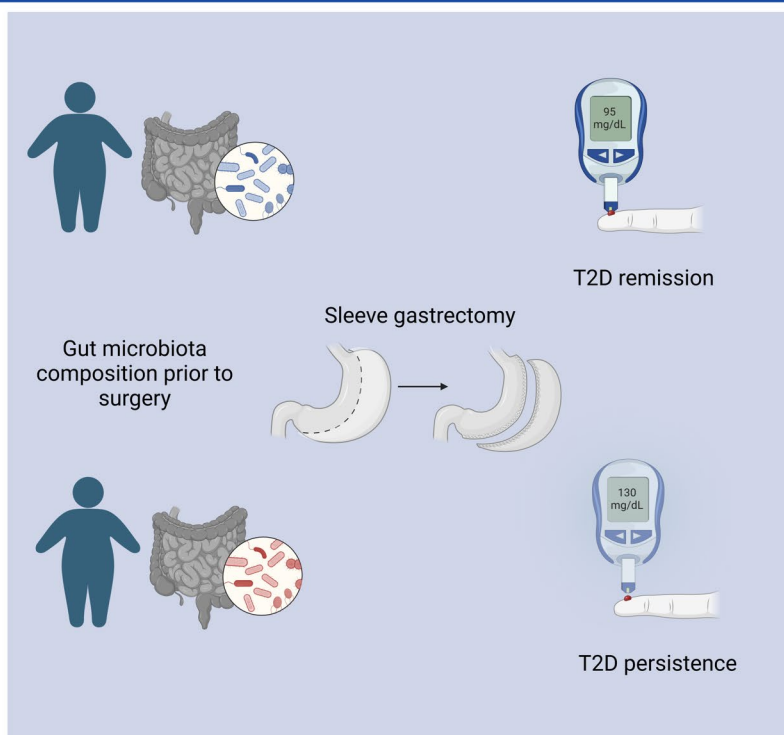 95
mg/dL
T2D remission
Sleeve gastrectomy
Gut microbiota
composition prior to
surgery
130
mg/dL
T2D persistence